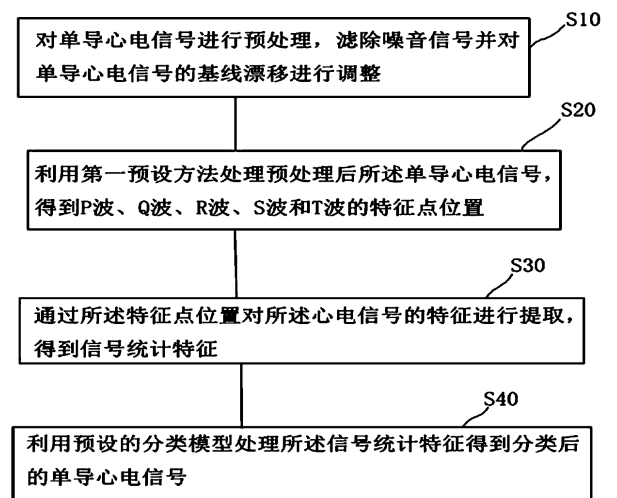 S10
对单导心电信号进行预处理，滤除噪音信号并对
单导心电信号的基线漂移进行调整
S20
利用第一预设方法处理预处理后所述单导心电信号，
得到P波、Q波、R波、S波和T波的特征点位置
S30
通过所述特征点位置对所述心电信号的特征进行提取，
得到信号统计特征
S40
利用预设的分类模型处理所述信号统计特征得到分类后
的单导心电信号